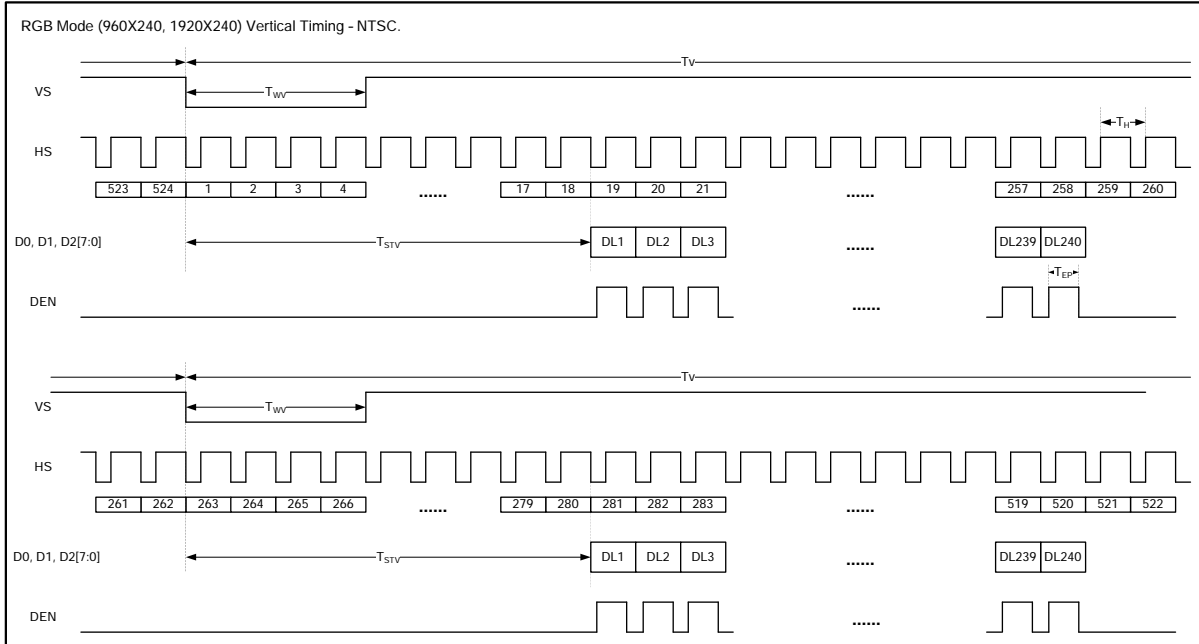 RGB Mode (960X240, 1920X240) Vertical Timing - NTSC.
Tv
VS
TWV
HS
TH
523 524 1 2 3 4 ...... 17 18 19 20 21 ...... 257 258 259 260
D0, D1, D2[7:0] TSTV DL1 DL2 DL3 ...... DL239 DL240
TEP
DEN ......
Tv
VS
TWV
HS
261 262 263 264 265 266 ...... 279 280 281 282 283 ...... 519 520 521 522
D0, D1, D2[7:0] TSTV DL1 DL2 DL3 ...... DL239 DL240
DEN ......